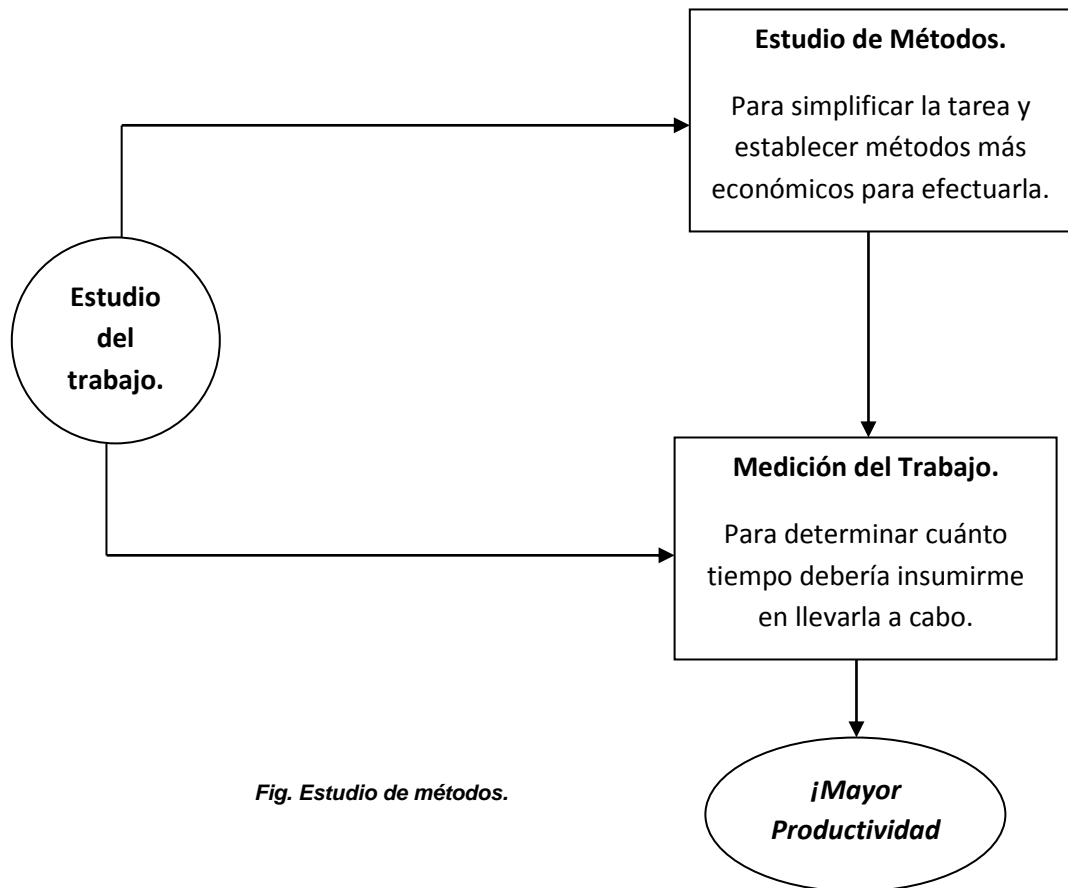 Estudio de Métodos.
Para simplificar la tarea y
establecer métodos más
económicos para efectuarla.
Estudio
del
trabajo.
Medición del Trabajo.
Para determinar cuánto
tiempo debería insumirme
en llevarla a cabo.
Fig. Estudio de métodos.
¡Mayor
Productividad